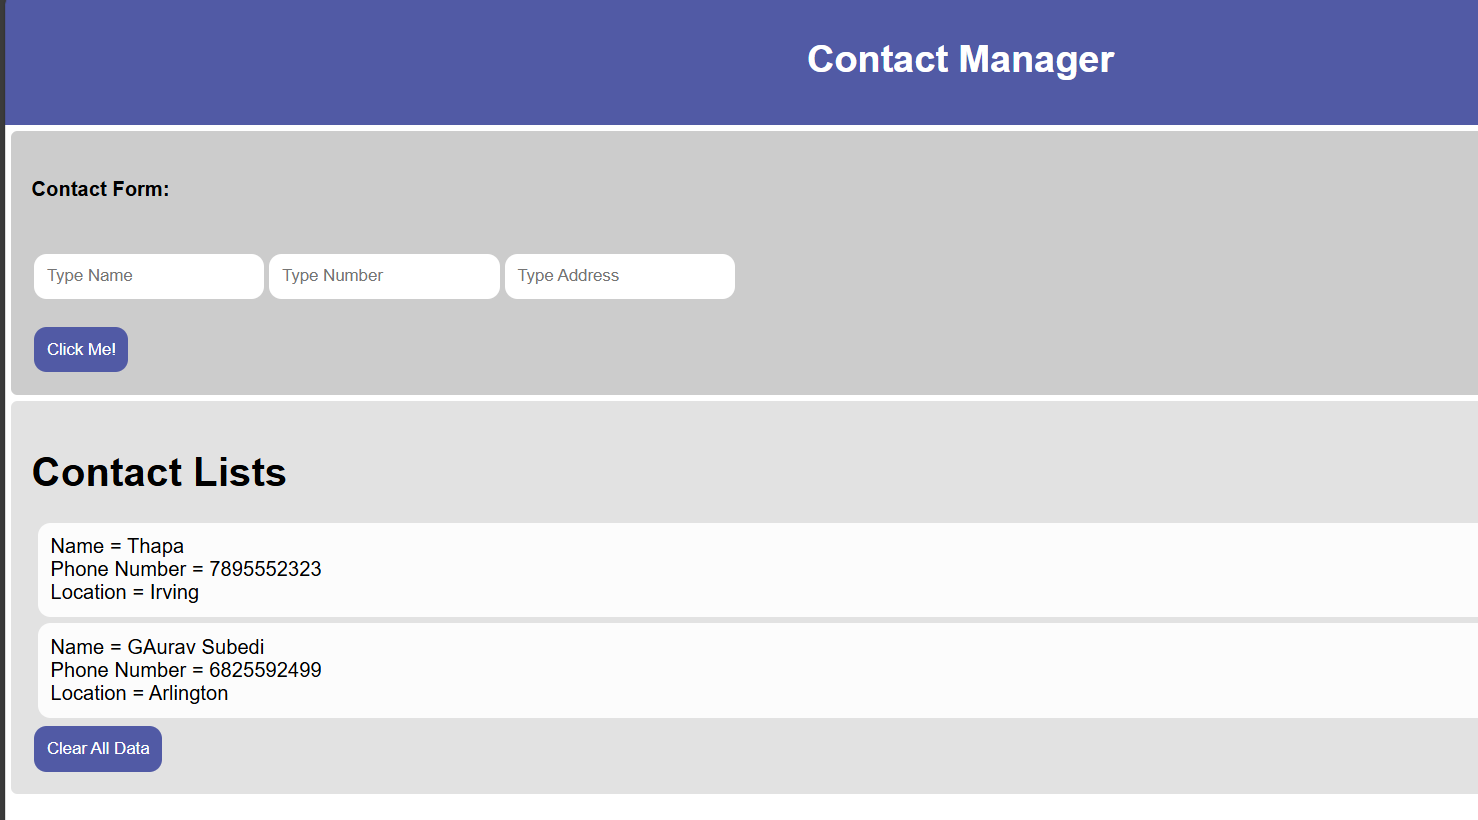 Contact Manager
Contact Form:
Type Name
Type Number
Type Address
Click Me!
Contact Lists
Name = Thapa
Phone Number = 7895552323
Location = Irving
Name = GAurav Subedi
Phone Number = 6825592499
Location = Arlington
Clear All Data